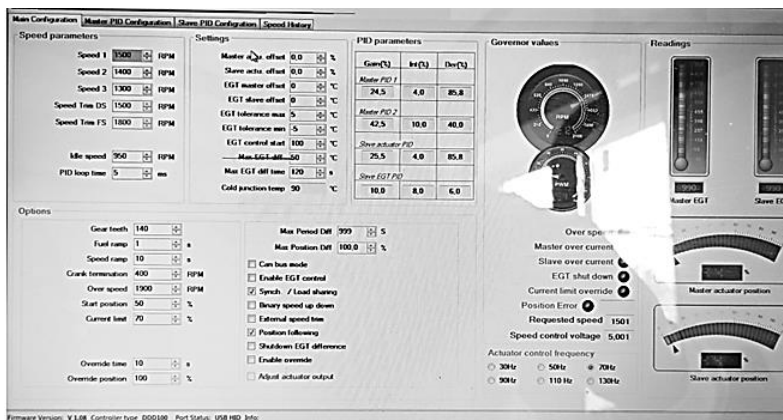 Main Configuration Master PID Configuration Slave PID Configration Speed History
Speed parameters
Speed 1 1500 RPM
Speed 2 1400 RPM
Speed 3 1300 RPM
Speed Trim DS 1500 RPM
Speed Trim FS 1800 RPM
Idle speed 950 RPM
PID loop time 5 ms
Settings
Master actu. offset 0,0 %
Slave actu. offset 0,0 %
EGT master offset 0 °C
EGT slave offset 0 °C
EGT tolerance max 5 °C
EGT tolerance min -5 °C
EGT control start 100 °C
Max EGT diff 50 °C
Max EGT diff time 120 s
Cold junction temp 90 °C
PID parameters
Gain(%) Int(%) Der(%)
Master PID 1
24,5 4,0 85,8
Master PID 2
42,5 10,0 40,0
Slave actuator PID
25,5 4,0 85,8
Slave EGT PID
10,0 8,0 6,0
Governor values
RPM
PWM
Over speed
Master over current
Slave over current
EGT shut down
Current limit override
Position Error
Requested speed 1501
Speed control voltage 5,001
Actuator control frequency
30Hz 50Hz 70Hz
90Hz 110 Hz 130Hz
Readings
-990
Master EGT
Slave
Master actuator position
Slave actuator position
Options
Gear teeth 140
Fuel ramp 1 s
Speed ramp 10 s
Crank termination 400 RPM
Over speed 1900 RPM
Start position 50 %
Current limit 70 %
Override time 10 s
Override position 100 %
Max Period Diff 999 S
Max Position Diff 100,0 %
Can bus mode
Enable EGT control
Synch. / Load sharing
Binary speed up down
External speed trim
Position following
Shutdown EGT difference
Enable override
Adjust actuator output
Firmware Version: V 1.08 Controller type DDD100 Port Status: USB HID Info: